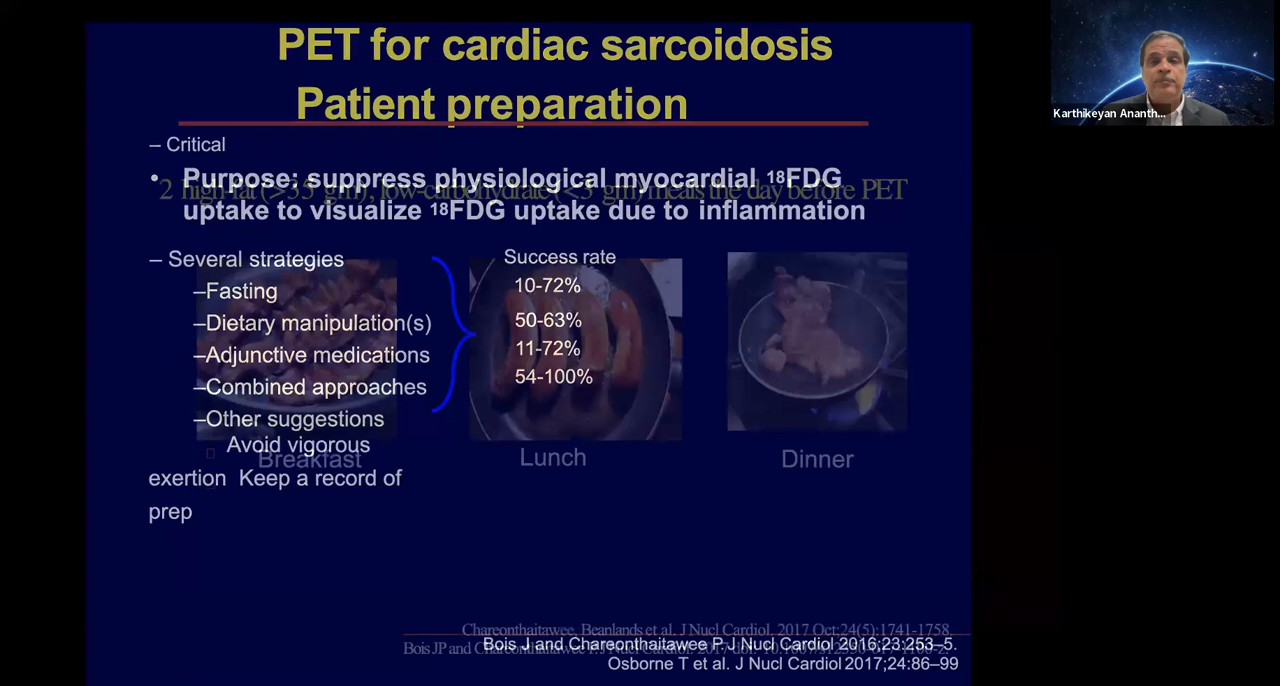 PET for cardiac sarcoidosis
Patient preparation
Karthikeyan Ananth...
– Critical
• Purpose: suppress physiological myocardial ¹⁸FDG
2 high-fat (>35 gm), low-carbohydrate (<3 gm) meals the day before PET
uptake to visualize ¹⁸FDG uptake due to inflammation
– Several strategies
Success rate
–Fasting
10-72%
–Dietary manipulation(s)
50-63%
–Adjunctive medications
11-72%
–Combined approaches
54-100%
–Other suggestions
Avoid vigorous
Breakfast
Lunch
Dinner
exertion Keep a record of
prep
Chareonthaitawee, Beanlands et al. J Nucl Cardiol. 2017 Oct;24(5):1741-1758.
Bois J and Chareonthaitawee P. J Nucl Cardiol 2016;23:253–5.
Bois JP and
Osborne T et al. J Nucl Cardiol 2017;24:86–99